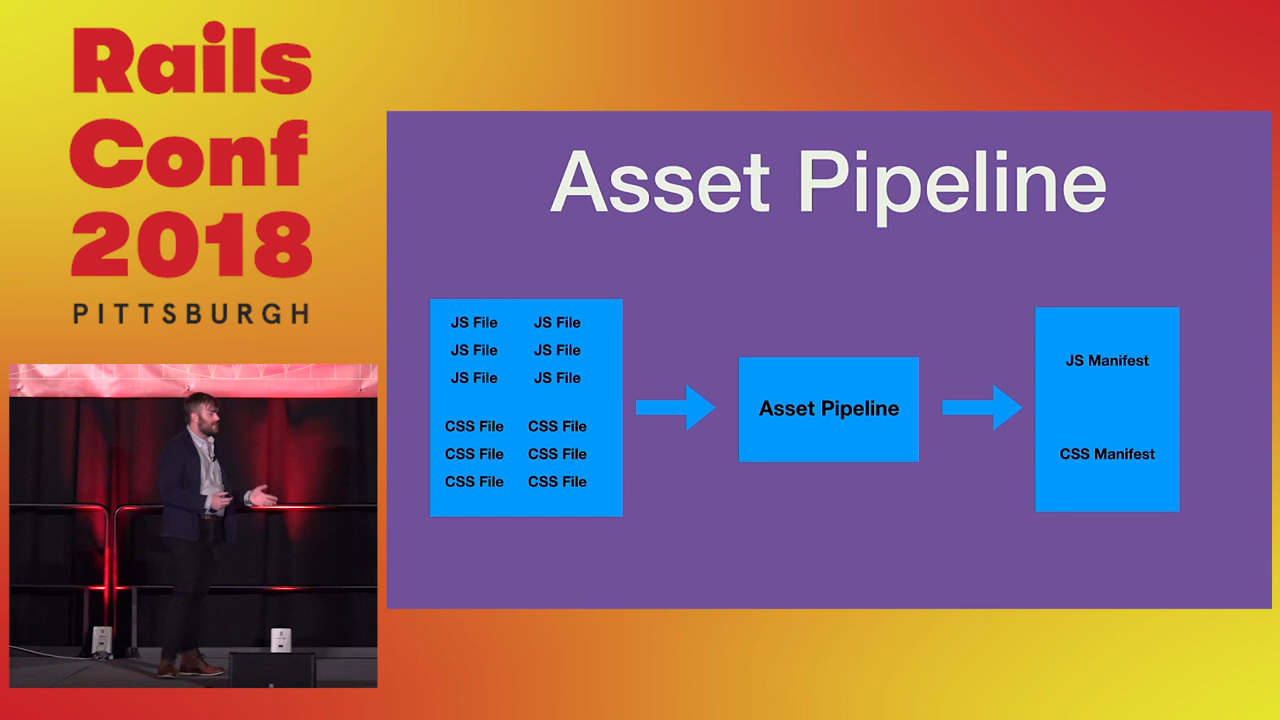 Rails
Conf
2018
PITTSBURGH
Asset Pipeline
JS File JS File
JS File JS File
JS File JS File
CSS File CSS File
CSS File CSS File
CSS File CSS File
Asset Pipeline
JS Manifest
CSS Manifest